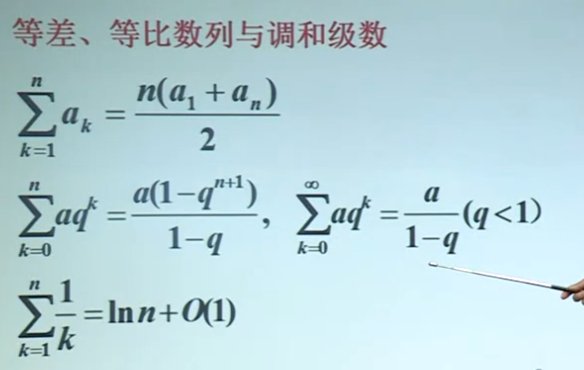 等差、等比数列与调和级数
\sum_{k=1}^{n} a_k = \frac{n(a_1+a_n)}{2}
\sum_{k=0}^{n} aq^k = \frac{a(1-q^{n+1})}{1-q}, \sum_{k=0}^{\infty} aq^k = \frac{a}{1-q}(q<1)
\sum_{k=1}^{n} \frac{1}{k} = \ln n + O(1)